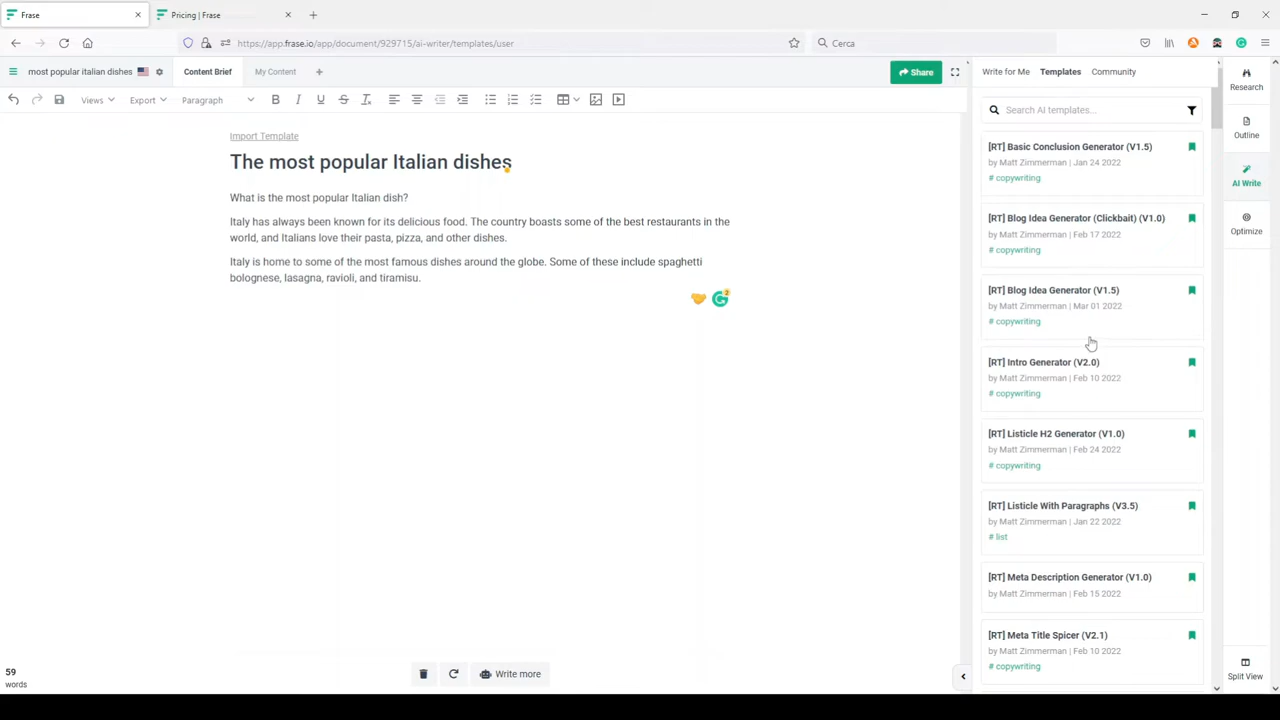 Frase
Pricing | Frase
https://app.frase.io/app/document/929715/ai-writer/templates/user
Cerca
most popular italian dishes
Content Brief
My Content
Share
Write for Me
Templates
Community
Research
Views
Export
Paragraph
Search AI templates...
Outline
AI Write
Optimize
Import Template
The most popular Italian dishes
What is the most popular Italian dish?
Italy has always been known for its delicious food. The country boasts some of the best restaurants in the
world, and Italians love their pasta, pizza, and other dishes.
Italy is home to some of the most famous dishes around the globe. Some of these include spaghetti
bolognese, lasagna, ravioli, and tiramisu.
2
[RT] Basic Conclusion Generator (V1.5)
by Matt Zimmerman | Jan 24 2022
# copywriting
[RT] Blog Idea Generator (Clickbait) (V1.0)
by Matt Zimmerman | Feb 17 2022
# copywriting
[RT] Blog Idea Generator (V1.5)
by Matt Zimmerman | Mar 01 2022
# copywriting
[RT] Intro Generator (V2.0)
by Matt Zimmerman | Feb 10 2022
# copywriting
[RT] Listicle H2 Generator (V1.0)
by Matt Zimmerman | Feb 24 2022
# copywriting
[RT] Listicle With Paragraphs (V3.5)
by Matt Zimmerman | Jan 22 2022
# list
[RT] Meta Description Generator (V1.0)
by Matt Zimmerman | Feb 15 2022
[RT] Meta Title Spicer (V2.1)
by Matt Zimmerman | Feb 10 2022
# copywriting
59
words
Write more
Split View